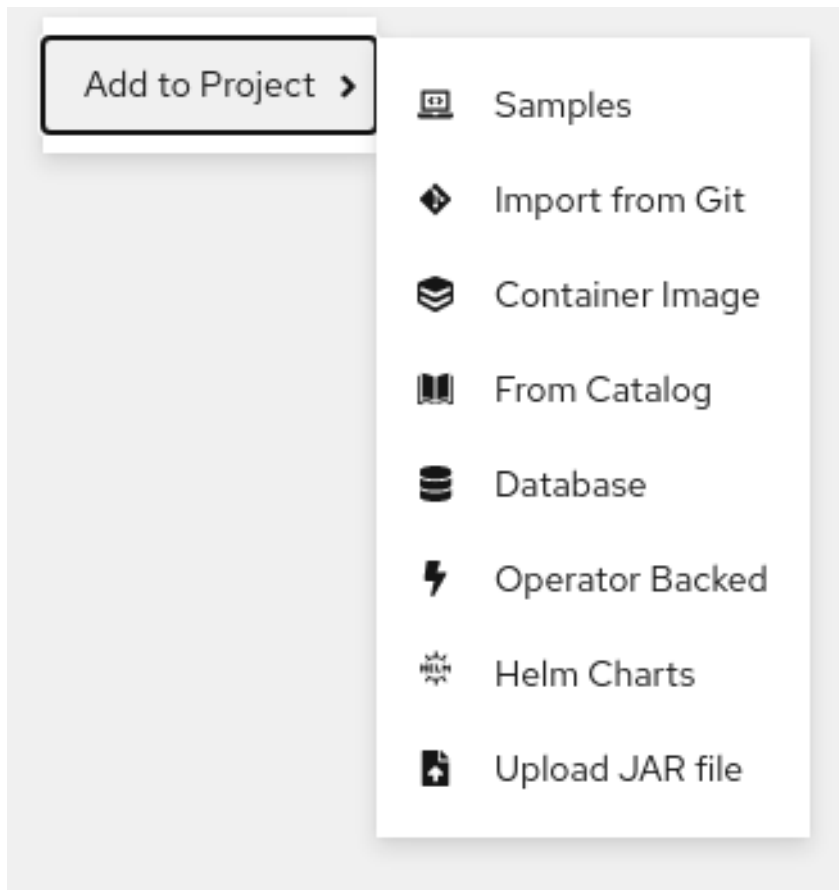 Add to Project
Samples
Import from Git
Container Image
From Catalog
Database
Operator Backed
HELM
Helm Charts
Upload JAR file